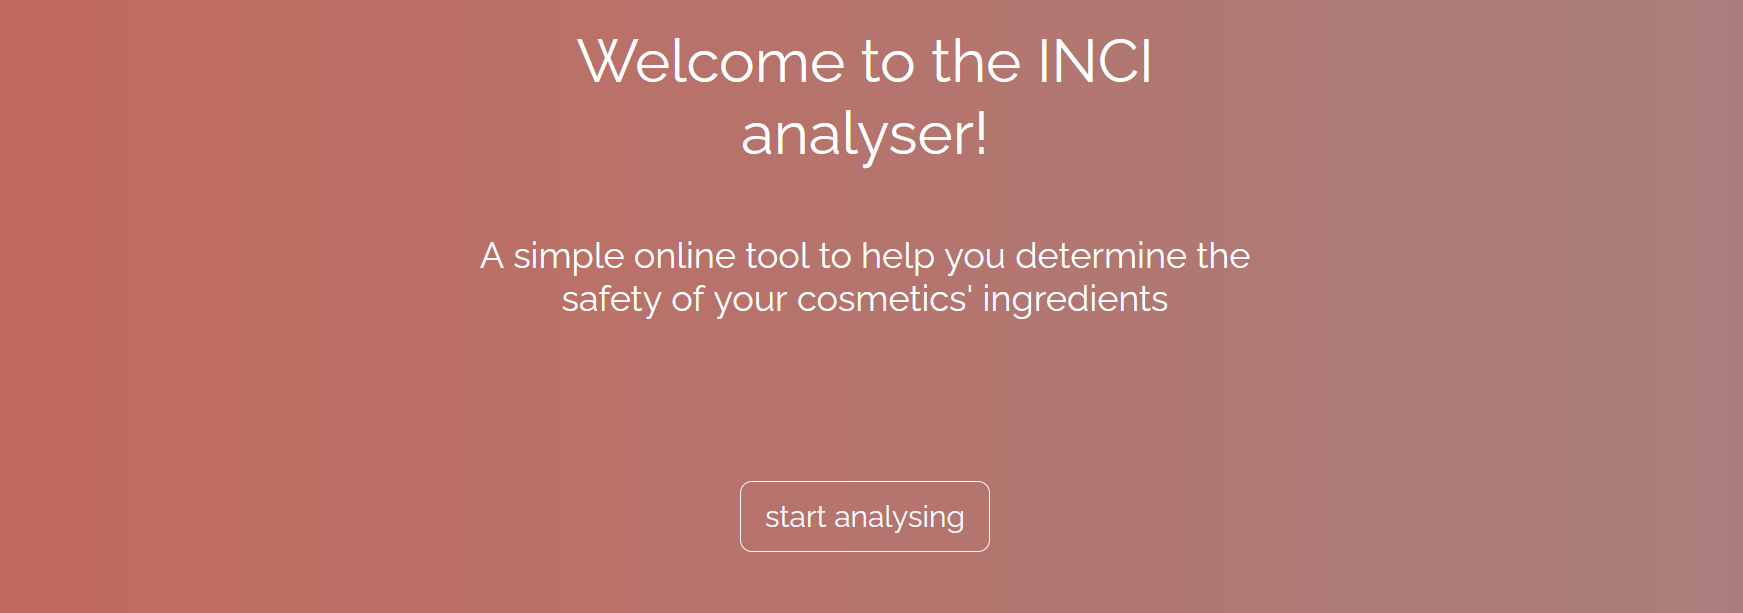 Welcome to the INCI
analyser!
A simple online tool to help you determine the
safety of your cosmetics' ingredients
start analysing